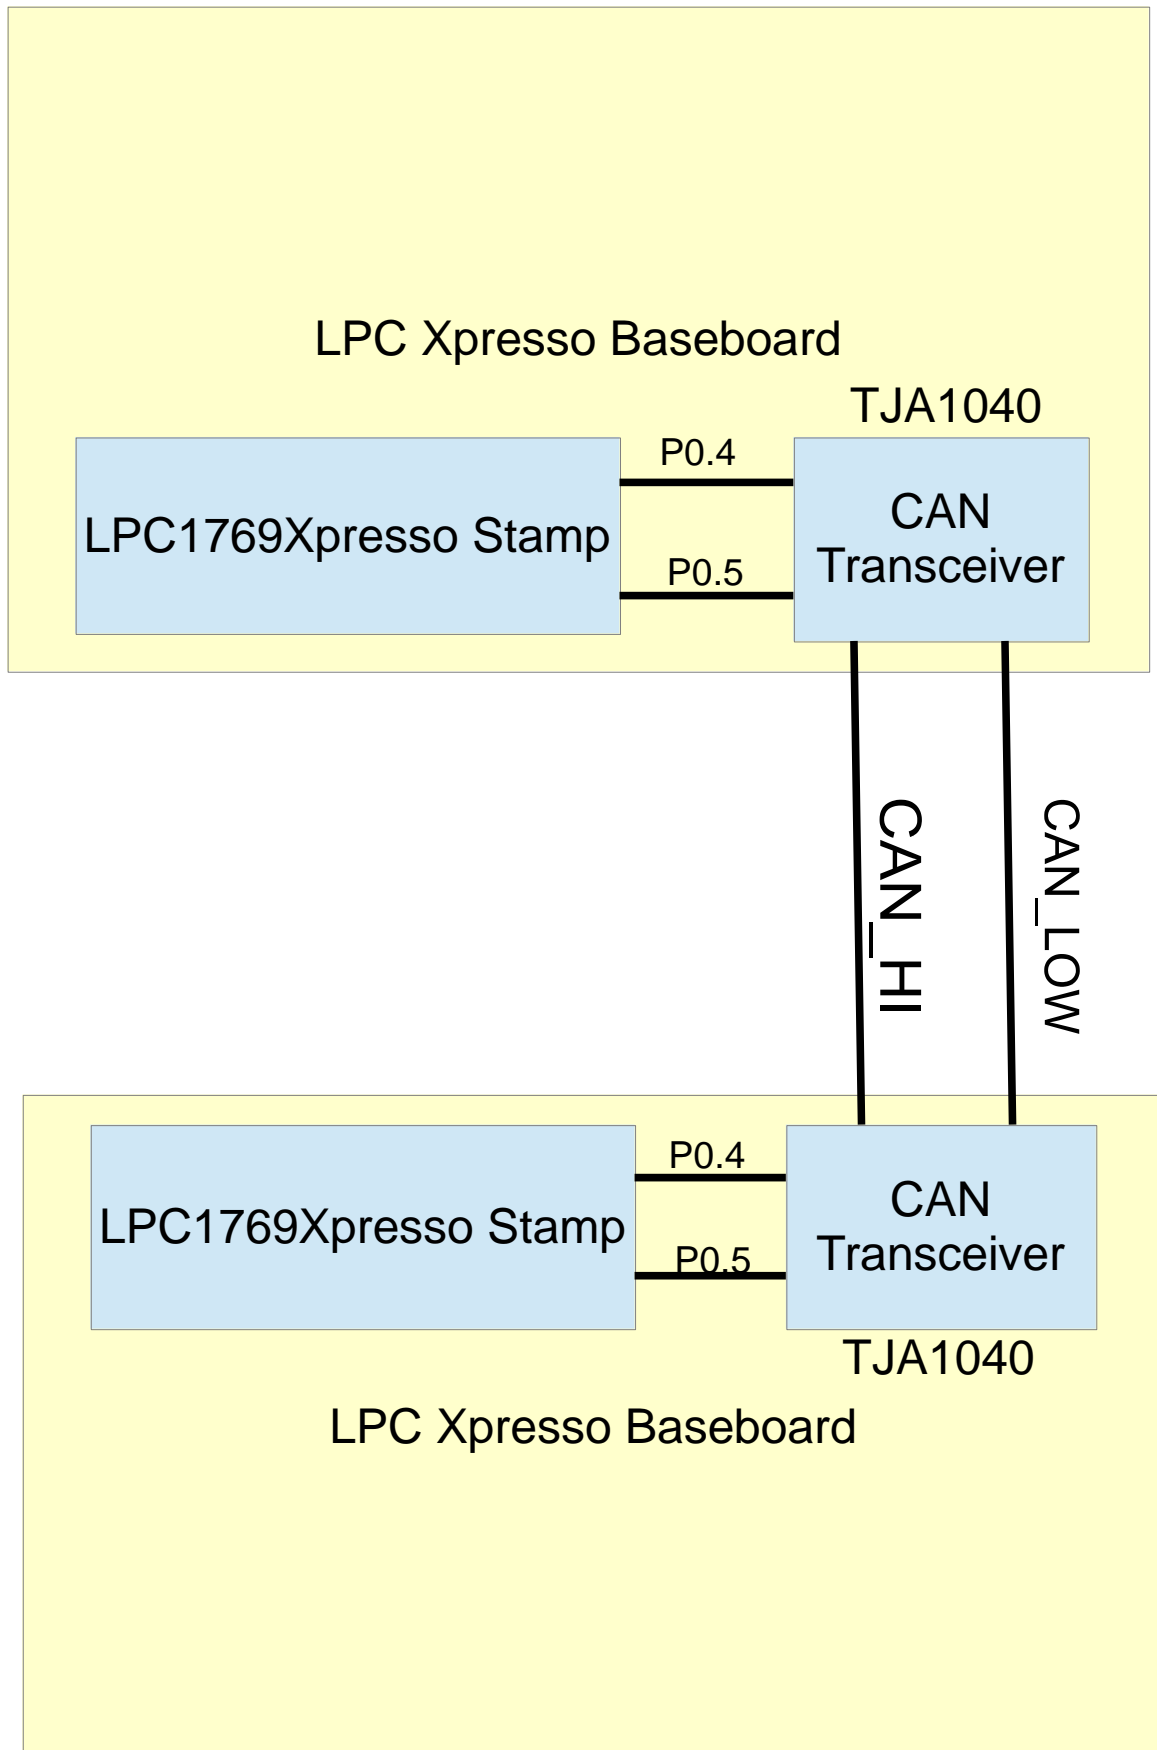 LPC Xpresso Baseboard
TJA1040
LPC1769Xpresso Stamp
P0.4
P0.5
CAN
Transceiver
CAN_HI
CAN_LOW
LPC1769Xpresso Stamp
P0.4
P0.5
CAN
Transceiver
TJA1040
LPC Xpresso Baseboard